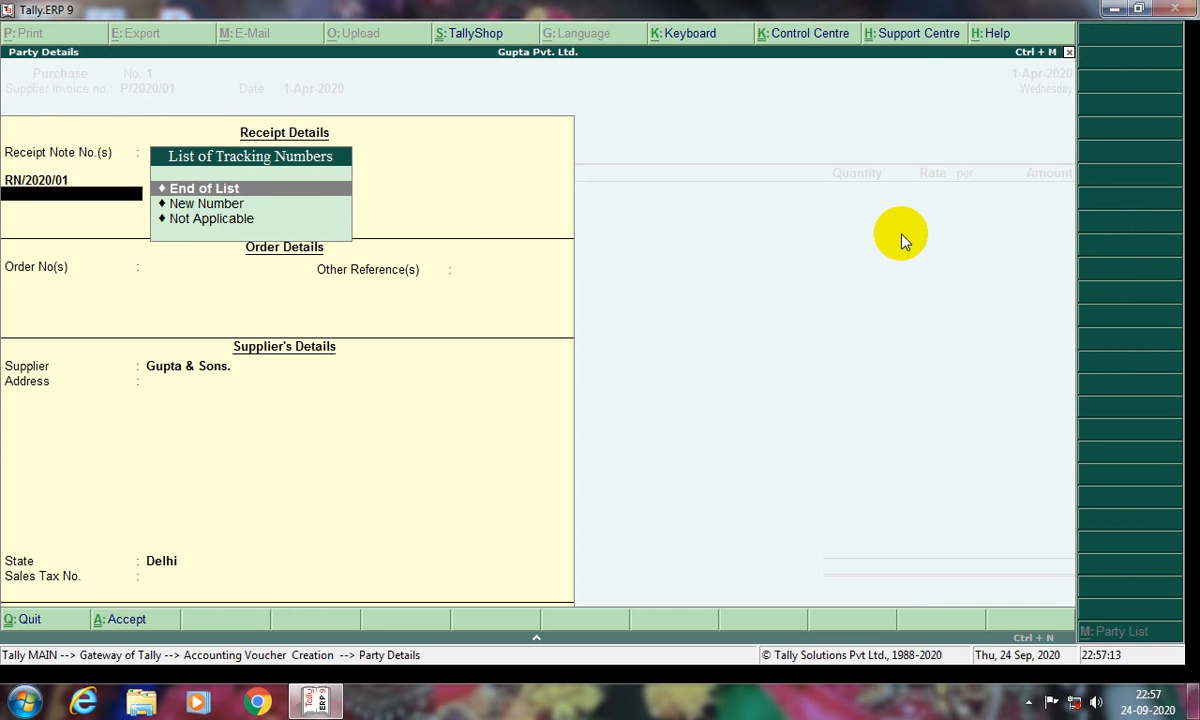 Tally.ERP 9
P: Print E: Export M: E-Mail O: Upload S: TallyShop G: Language K: Keyboard K: Control Centre H: Support Centre H: Help
Party Details Gupta Pvt. Ltd. Ctrl + M
Purchase No. 1 1-Apr-2020
Supplier invoice no. P/2020/01 Date 1-Apr-2020 Wednesday
Receipt Details
Receipt Note No.(s) :
List of Tracking Numbers
RN/2020/01
♦ End of List
♦ New Number
♦ Not Applicable
Quantity Rate per Amount
Order Details
Order No(s) : Other Reference(s) :
Supplier's Details
Supplier : Gupta & Sons.
Address :
State : Delhi
Sales Tax No. :
Q: Quit A: Accept
M: Party List
Ctrl + N
Tally MAIN --> Gateway of Tally --> Accounting Voucher Creation --> Party Details © Tally Solutions Pvt Ltd., 1988-2020 Thu, 24 Sep, 2020 22:57:13
Tally ERP 9
22:57
24-09-2020